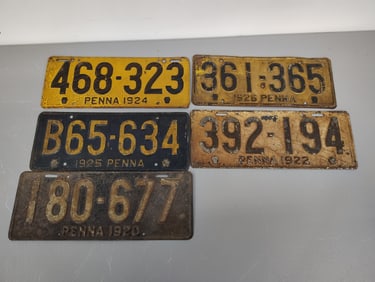 468-323
PENNA 1924
361-365
1926 PENNA
B65-634
1925 PENNA
392-194
PENNA 1922
180-677
PENNA 1920